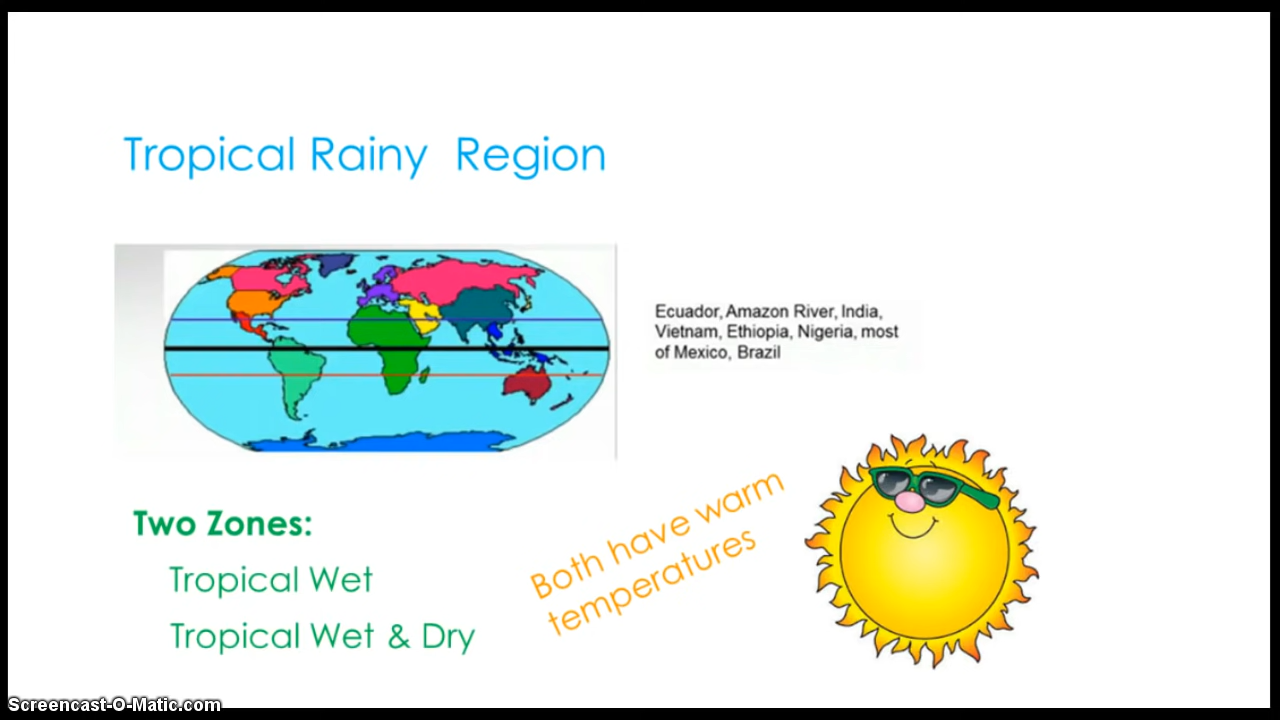 Tropical Rainy Region
Ecuador, Amazon River, India,
Vietnam, Ethiopia, Nigeria, most
of Mexico, Brazil
Two Zones:
Tropical Wet
Tropical Wet & Dry
Both have warm
temperatures
Screencast-O-Matic.com